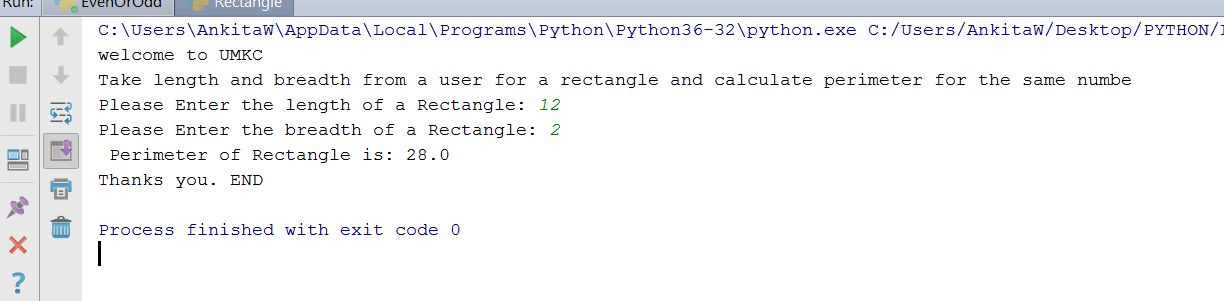 Run: EvenOrOdd Rectangle
C:\Users\AnkitaW\AppData\Local\Programs\Python\Python36-32\python.exe C:/Users/AnkitaW/Desktop/PYTHON/
welcome to UMKC
Take length and breadth from a user for a rectangle and calculate perimeter for the same numbe
Please Enter the length of a Rectangle: 12
Please Enter the breadth of a Rectangle: 2
Perimeter of Rectangle is: 28.0
Thanks you. END
Process finished with exit code 0